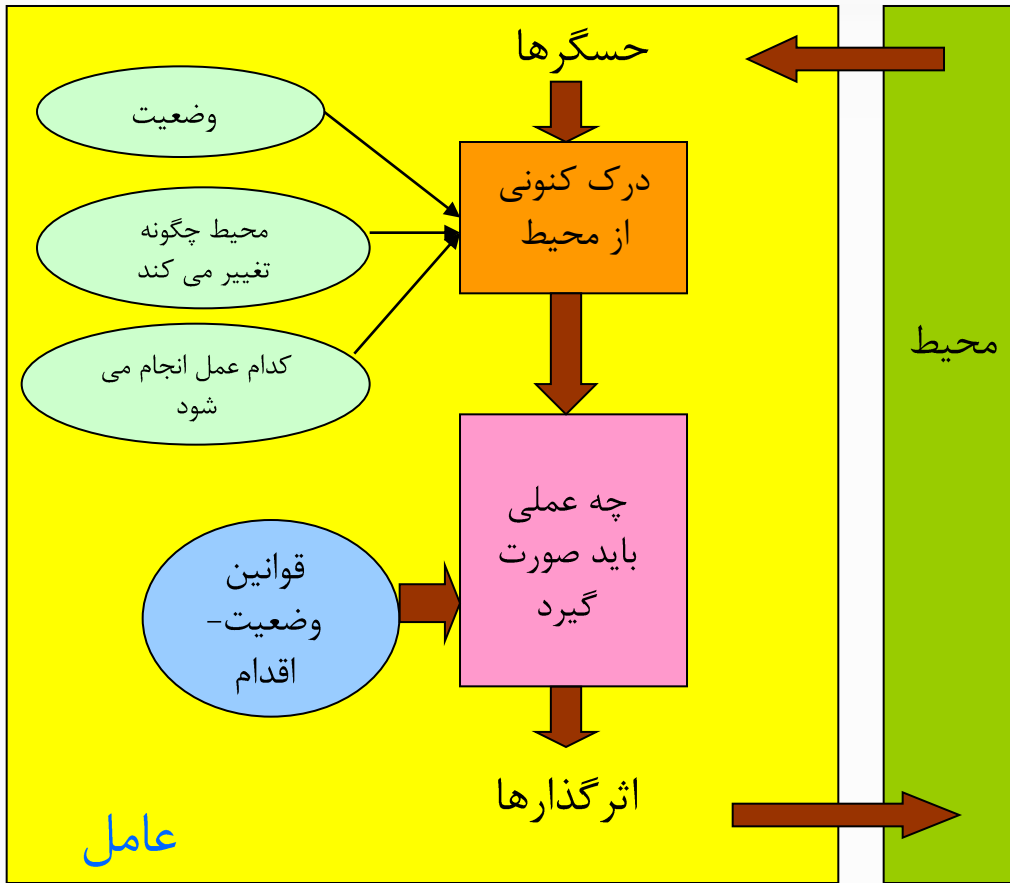 حسگرها
وضعیت
درک کنونی
از محیط
محیط چگونه
تغییر می کند
محیط
کدام عمل انجام می
شود
چه عملی
باید صورت
گیرد
قوانین
وضعیت-
اقدام
اثرگذارها
عامل